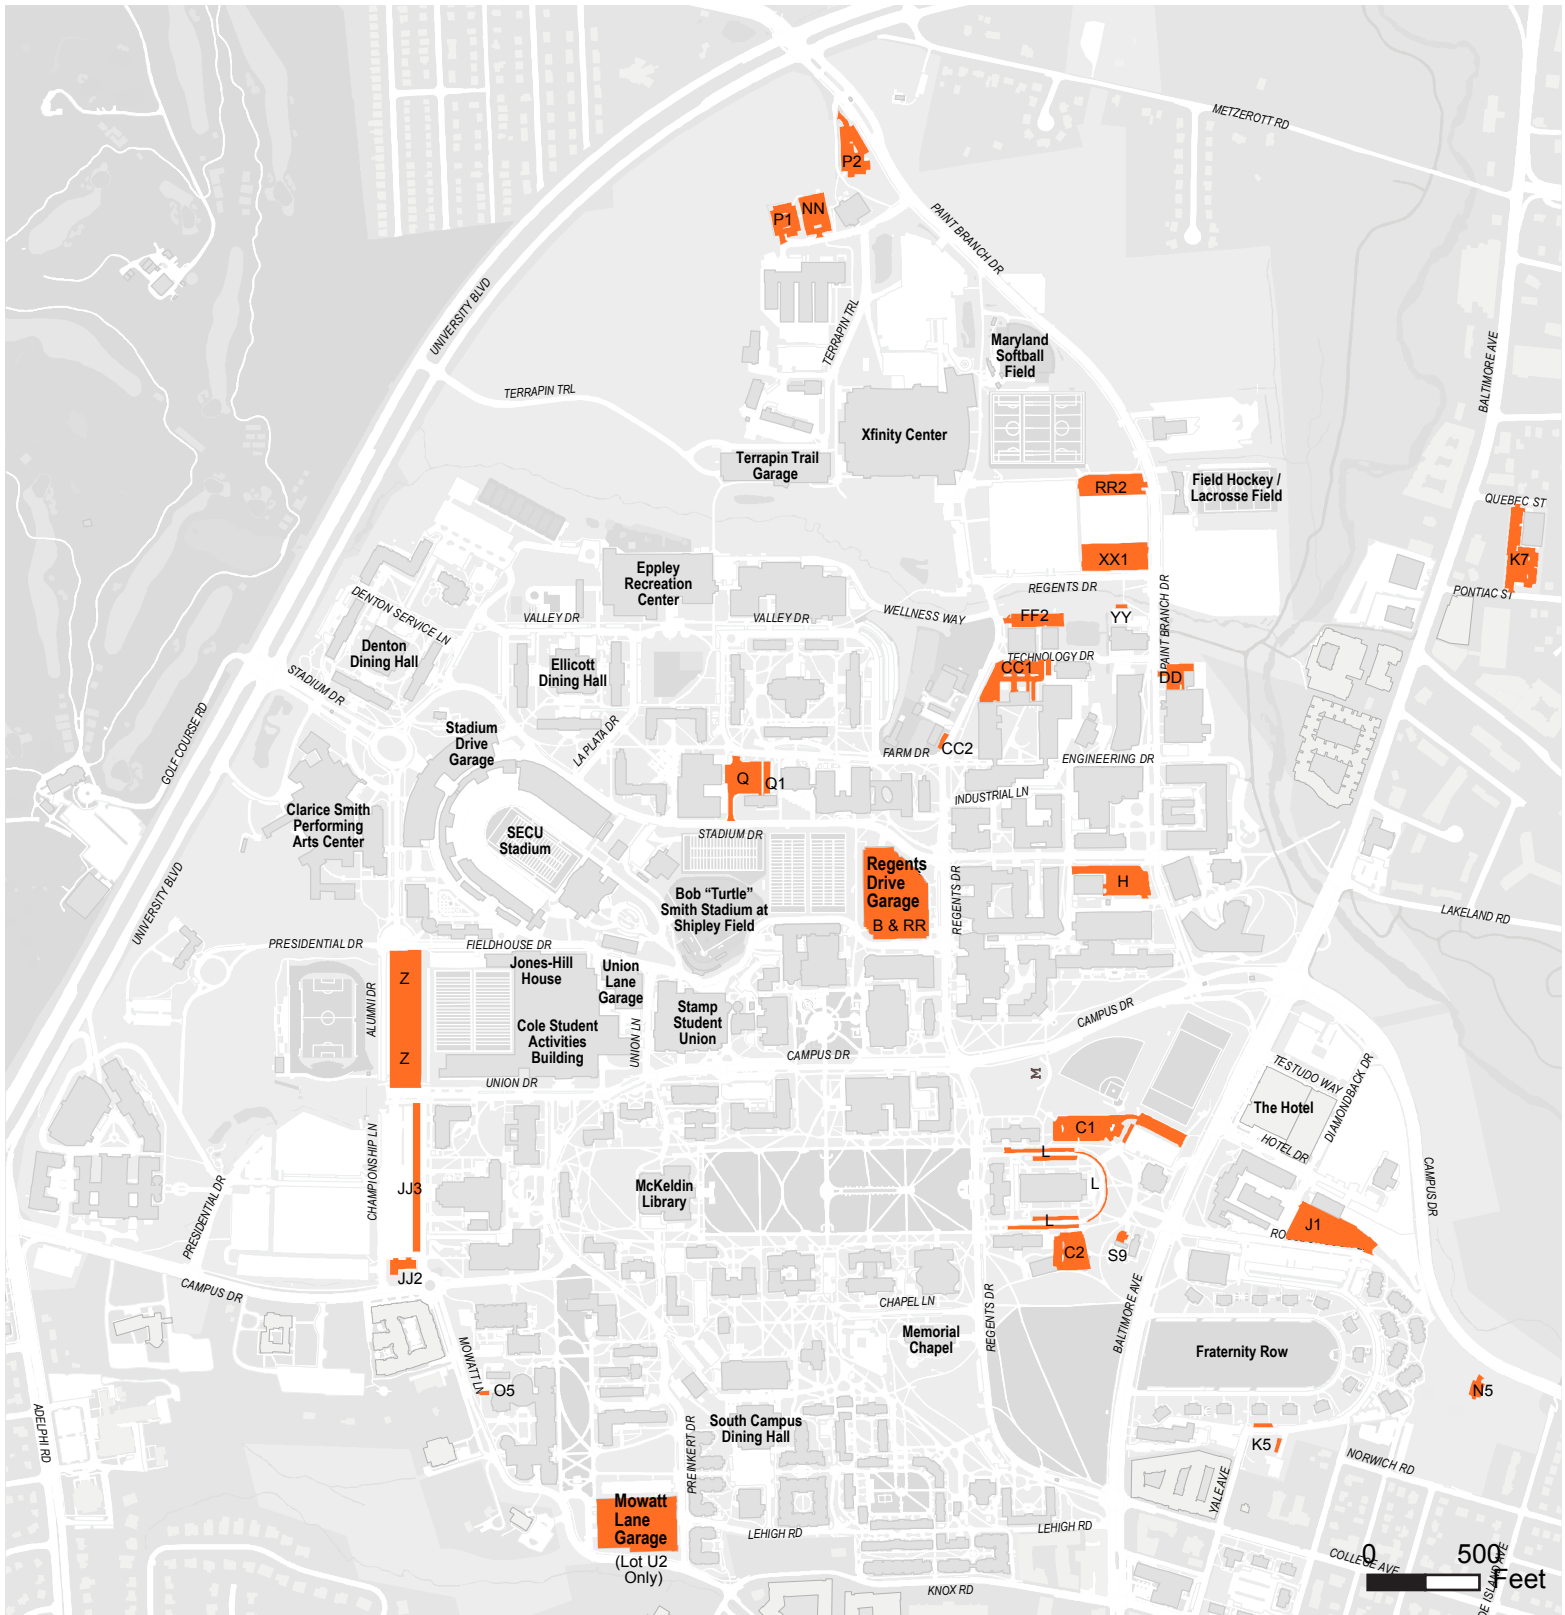 METZEROTT RD
P2
P1
NN
PAINT BRANCH DR
UNIVERSITY BLVD
TERRAPIN TRL
Maryland
Softball
Field
BALTIMORE AVE
TERRAPIN TRL
Xfinity Center
Terrapin Trail
Garage
RR2
Field Hockey /
Lacrosse Field
QUEBEC ST
K7
PONTIAC ST
XX1
REGENTS DR
Eppley
Recreation
Center
DENTON SERVICE LN
VALLEY DR
VALLEY DR
WELLNESS WAY
FF2
YY
PAINT BRANCH DR
Denton
Dining Hall
Ellicott
Dining Hall
TECHNOLOGY DR
CC1
DD
STADIUM DR
GOLF COURSE RD
Stadium
Drive
Garage
LA PLATA DR
FARM DR
CC2
ENGINEERING DR
Q
Q1
INDUSTRIAL LN
Clarice Smith
Performing
Arts Center
SECU
Stadium
STADIUM DR
Regents
Drive
Garage
B & RR
REGENTS DR
H
UNIVERSITY BLVD
Bob “Turtle”
Smith Stadium at
Shipley Field
LAKELAND RD
PRESIDENTIAL DR
FIELDHOUSE DR
Jones-Hill
House
Union
Lane
Garage
Z
ALUMNI DR
Stamp
Student
Union
Cole Student
Activities
Building
UNION LN
CAMPUS DR
Z
CAMPUS DR
UNION DR
M
TESTUDO WAY
DIAMONDBACK DR
The Hotel
HOTEL DR
C1
L
CHAMPIONSHIP LN
JJ3
McKeldin
Library
L
CAMPUS DR
PRESIDENTIAL DR
L
J1
C2
S9
JJ2
CAMPUS DR
CHAPEL LN
REGENTS DR
BALTIMORE AVE
Memorial
Chapel
MOWATT LN
Fraternity Row
O5
N5
ADELPHI RD
South Campus
Dining Hall
PREINKERT DR
K5
NORWICH RD
YALE AVE
Mowatt
Lane
Garage
(Lot U2
Only)
LEHIGH RD
LEHIGH RD
COLLEGE AVE
KNOX RD
0
500
Feet